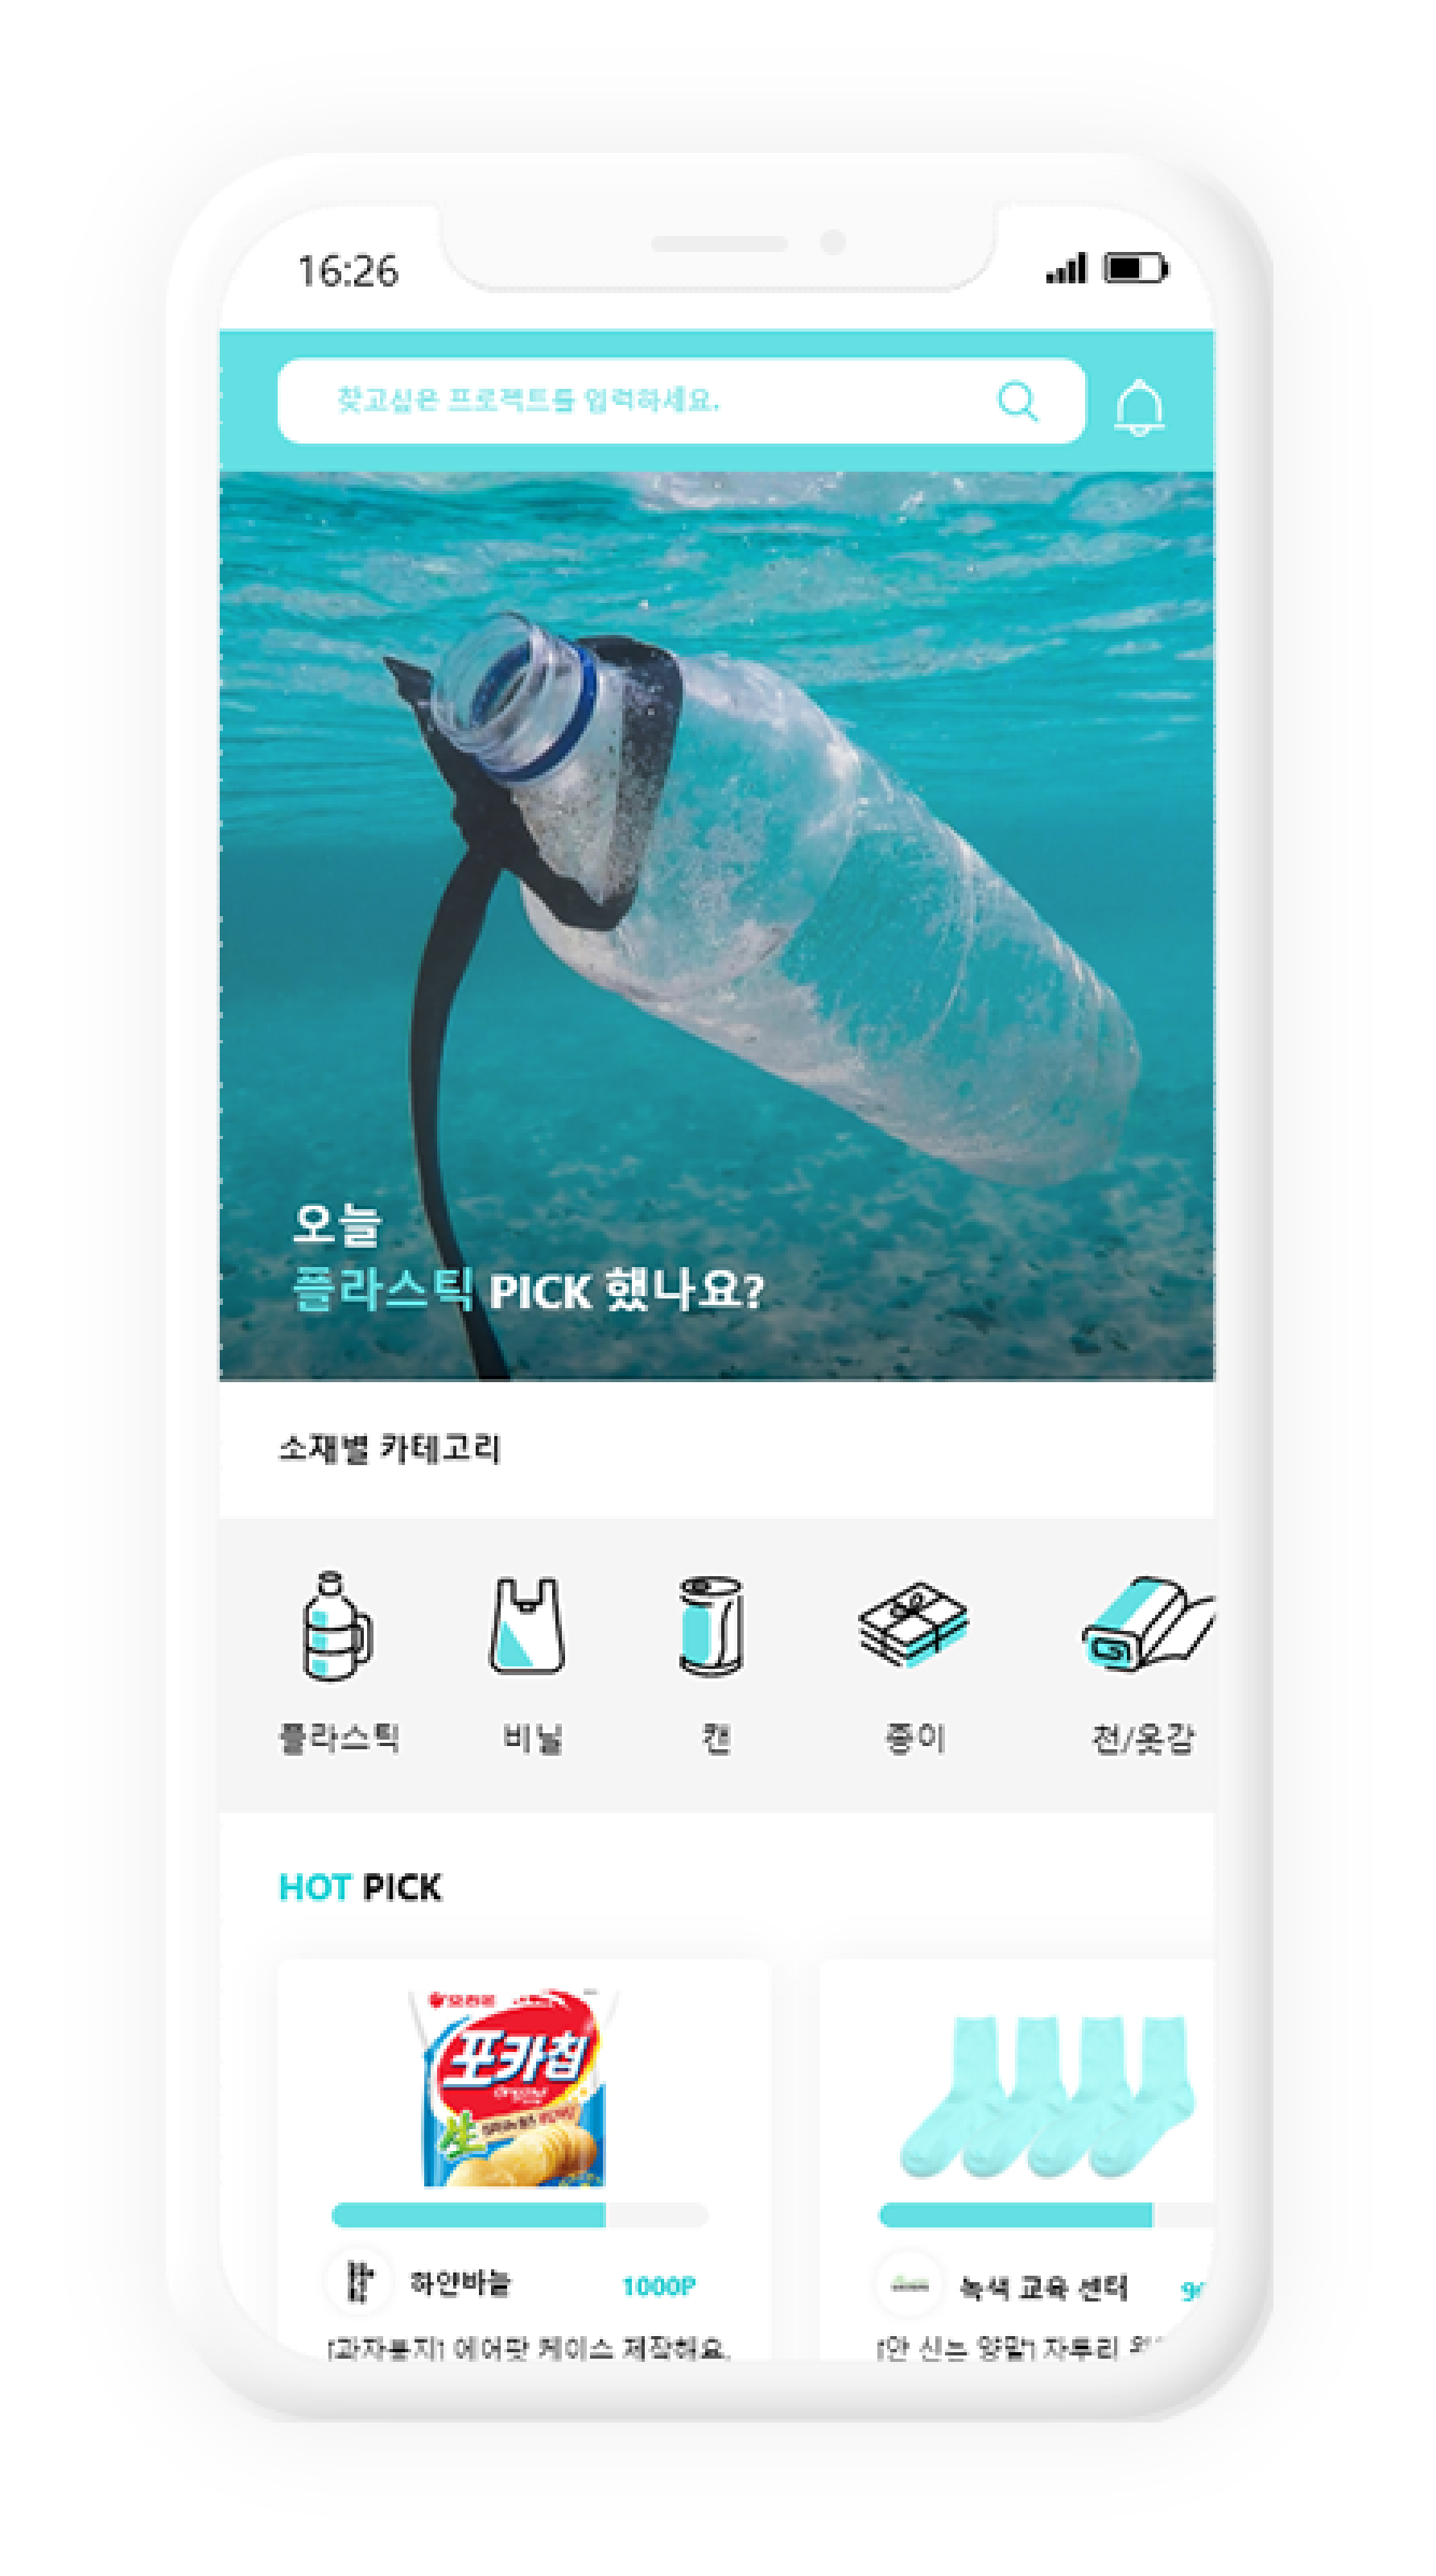 16:26
찾고싶은 프로젝트를 입력하세요.
오늘
플라스틱 PICK 했나요?
소재별 카테고리
플라스틱 비닐 캔 종이 천/옷감
HOT PICK
오리온
포카칩
生
하얀바늘 1000P
녹색 교육 센터
[과자봉지] 에어팟 케이스 제작해요.
[안 신는 양말] 자투리